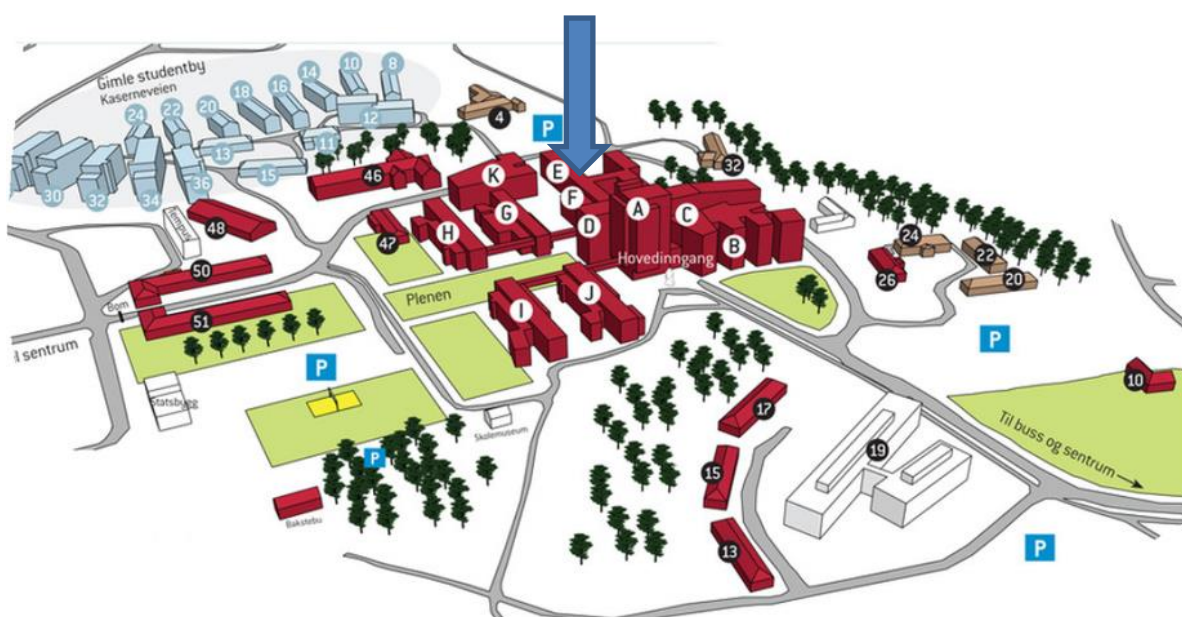 Gimle studentby
Kaserneveien
8
10
14
16
18
20
22
24
12
11
13
15
30
32
34
36
4
P
46
K
E
F
G
D
A
C
B
H
32
47
48
Tempus
50
51
Bom
Plenen
Hovedinngang
I
J
24
26
22
20
P
10
Til buss og sentrum
il sentrum
Statsbygg
P
Skolemuseum
P
Bakstebu
17
15
13
19
P